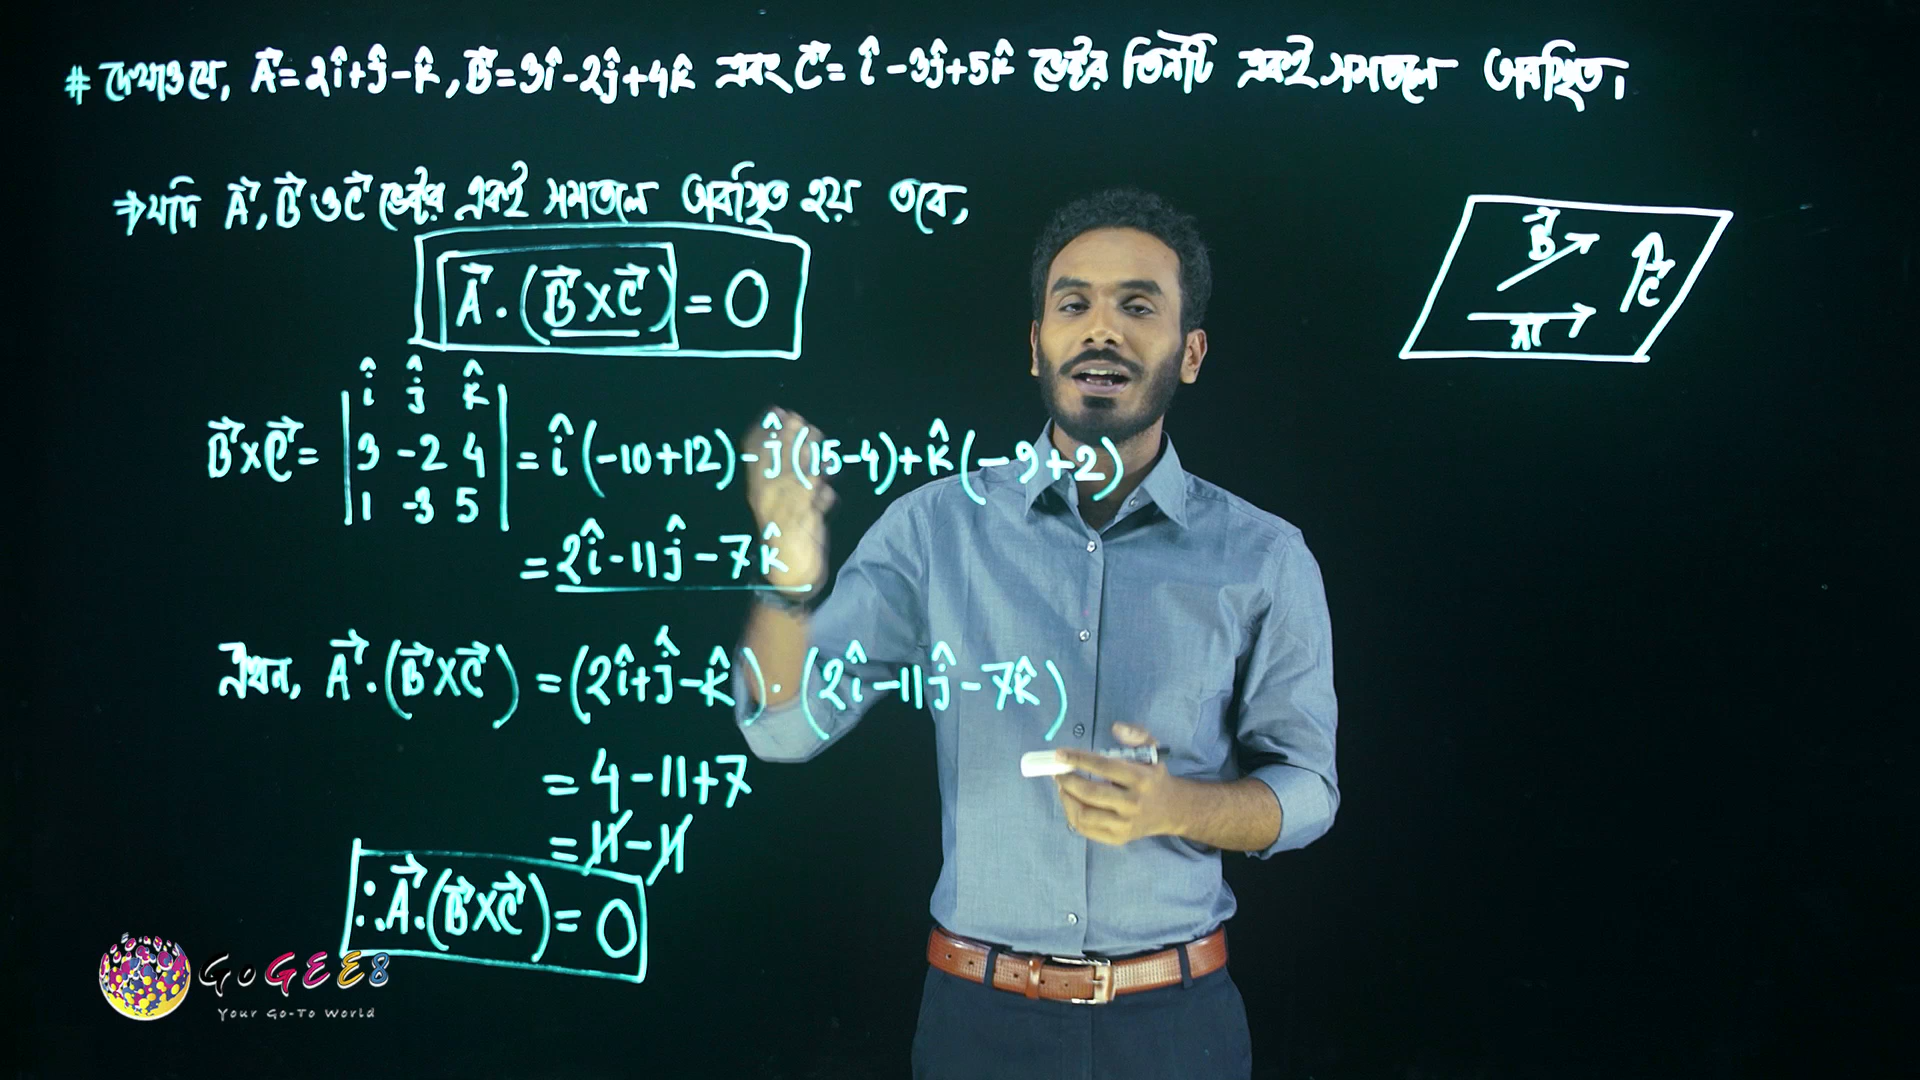 # দেখাও যে, A⃗ = 2î+ĵ-k̂, B⃗ = 3î-2ĵ+4k̂ এবং C⃗ = î-3ĵ+5k̂ ভেক্টর তিনটি একই সমতলে অবস্থিত।
⇒ যদি A⃗, B⃗ ও C⃗ ভেক্টর একই সমতলে অবস্থিত হয় তবে,
A⃗ . (B⃗ × C⃗) = 0
B⃗
C⃗
A⃗
î ĵ k̂
B⃗×C⃗ = | 3 -2 4 | = î(-10+12)-ĵ(15-4)+k̂(-9+2)
1 -3 5
= 2î-11ĵ-7k̂
এখন, A⃗.(B⃗×C⃗) = (2î+ĵ-k̂).(2î-11ĵ-7k̂)
= 4-11+7
= 11-11
∴ A⃗.(B⃗×C⃗) = 0
GoGEE8
Your Go-To World